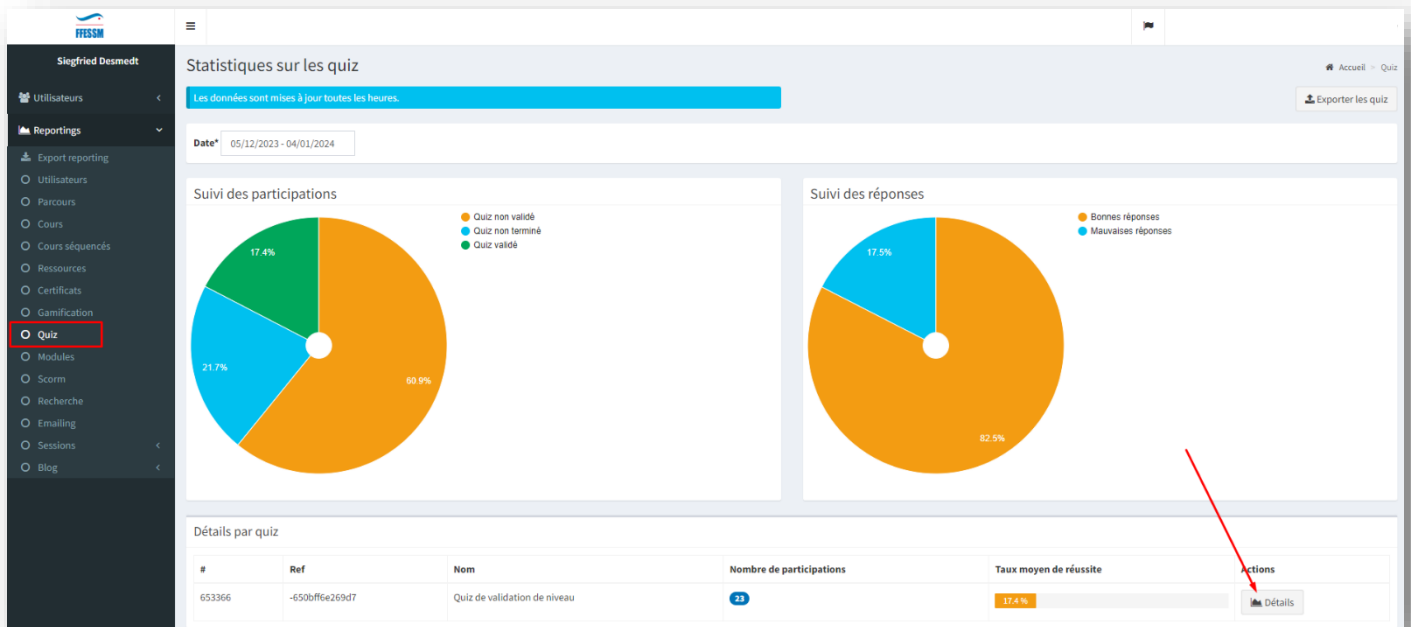 FFESSM
Siegfried Desmedt
Utilisateurs
Reportings
Export reporting
Utilisateurs
Parcours
Cours
Cours séquencés
Ressources
Certificats
Gamification
Quiz
Modules
Scorm
Recherche
Emailing
Sessions
Blog
Statistiques sur les quiz
Accueil > Quiz
Les données sont mises à jour toutes les heures.
Exporter les quiz
Date* 05/12/2023 - 04/01/2024
Suivi des participations
Quiz non validé
Quiz non terminé
Quiz validé
17.4%
21.7%
60.9%
Suivi des réponses
Bonnes réponses
Mauvaises réponses
17.5%
82.5%
Détails par quiz
# Ref Nom Nombre de participations Taux moyen de réussite Actions
653366 -650bff6e269d7 Quiz de validation de niveau 23 17.4 % Détails